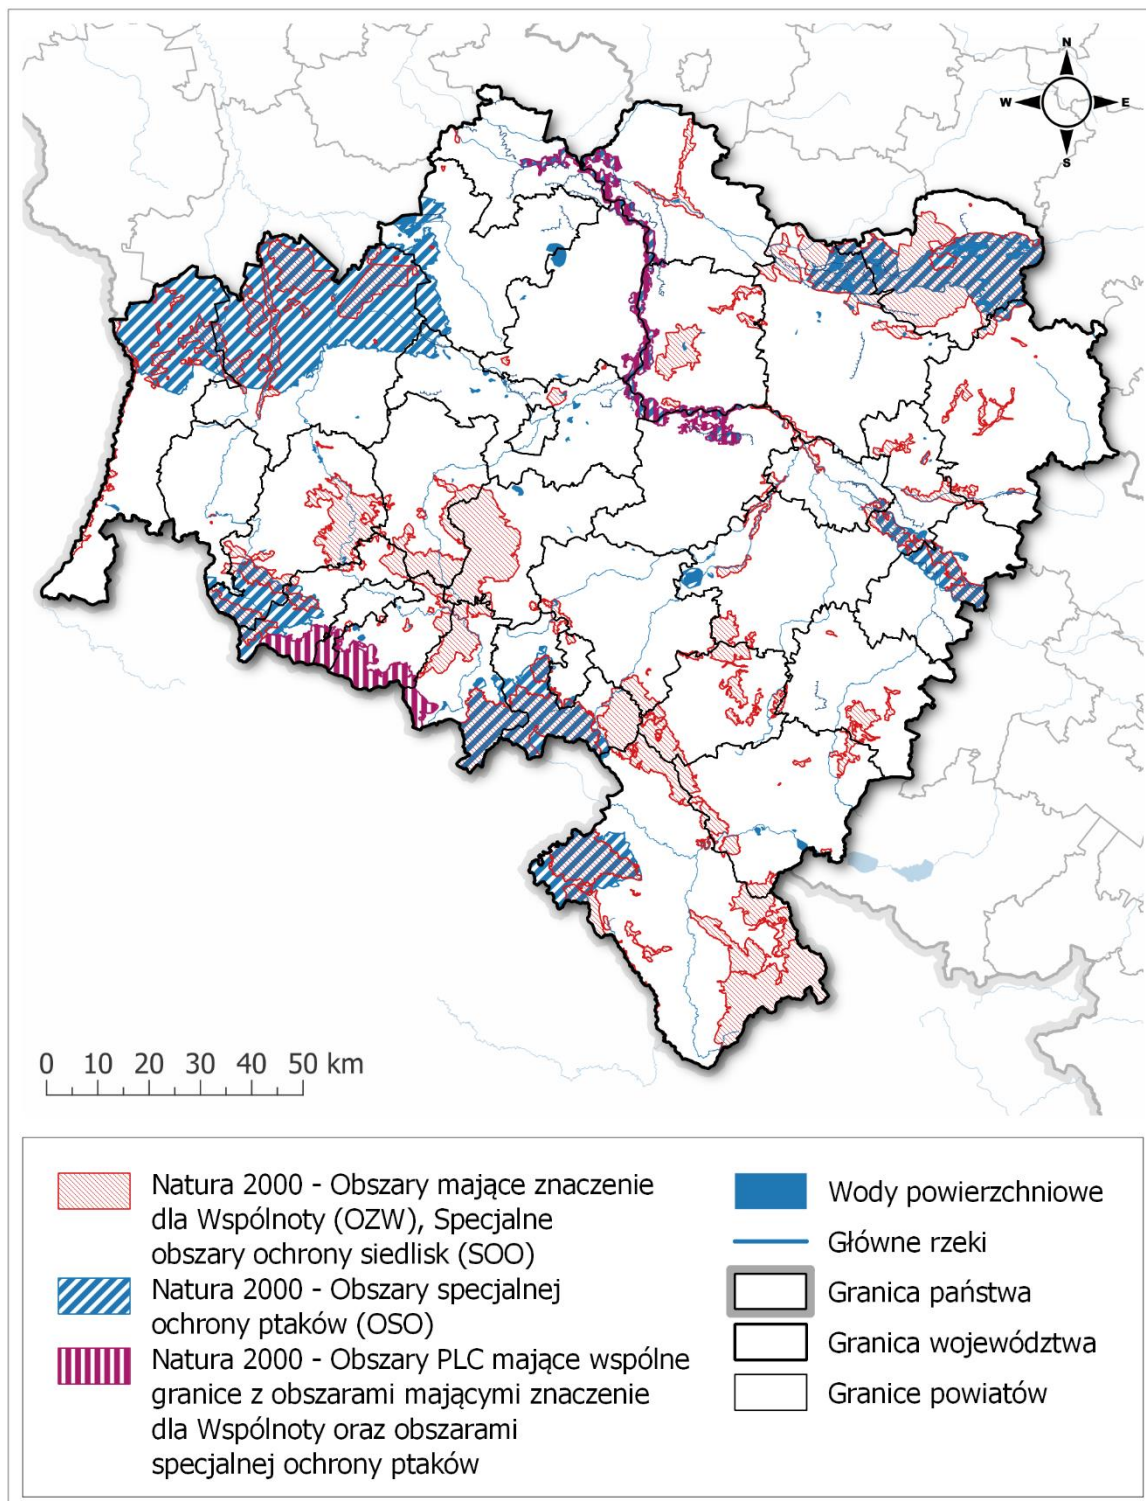 N
W E
S
0 10 20 30 40 50 km
Natura 2000 - Obszary mające znaczenie
dla Wspólnoty (OZW), Specjalne
obszary ochrony siedlisk (SOO)
Natura 2000 - Obszary specjalnej
ochrony ptaków (OSO)
Natura 2000 - Obszary PLC mające wspólne
granice z obszarami mającymi znaczenie
dla Wspólnoty oraz obszarami
specjalnej ochrony ptaków
Wody powierzchniowe
Główne rzeki
Granica państwa
Granica województwa
Granice powiatów